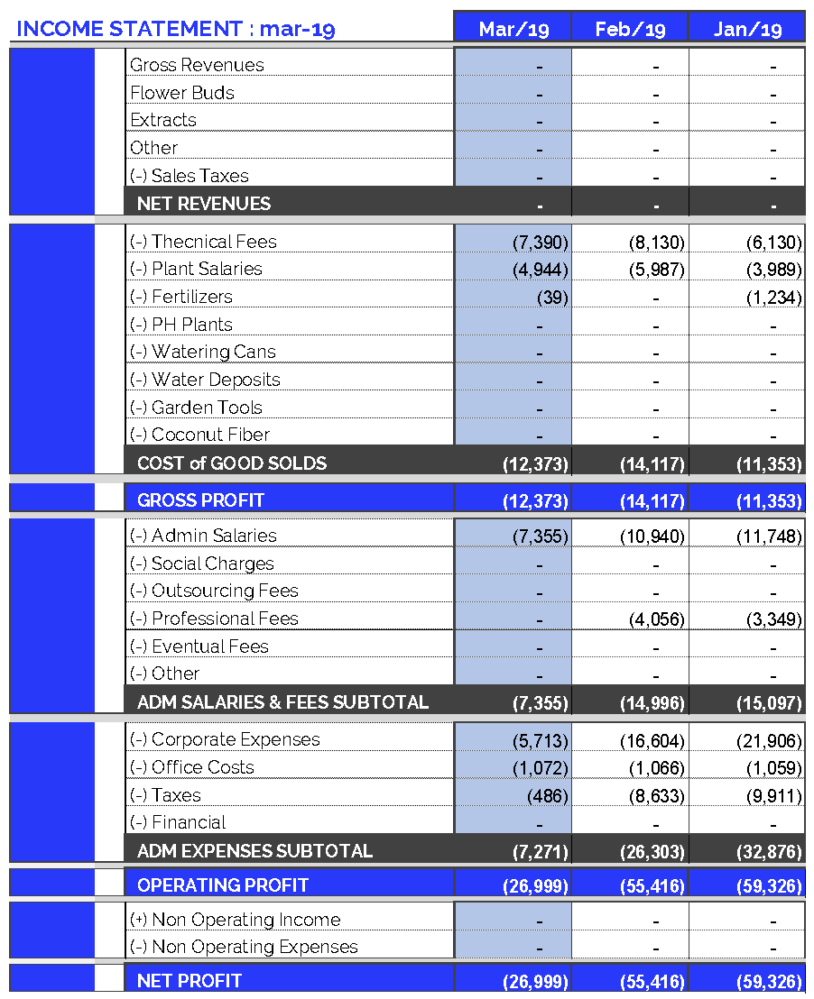 INCOME STATEMENT : mar-19 Mar/19 Feb/19 Jan/19
Gross Revenues - - -
Flower Buds - - -
Extracts - - -
Other - - -
(-) Sales Taxes - - -
NET REVENUES - - -
(-) Thecnical Fees (7,390) (8,130) (6,130)
(-) Plant Salaries (4,944) (5,987) (3,989)
(-) Fertilizers (39) - (1,234)
(-) PH Plants - - -
(-) Watering Cans - - -
(-) Water Deposits - - -
(-) Garden Tools - - -
(-) Coconut Fiber - - -
COST of GOOD SOLDS (12,373) (14,117) (11,353)
GROSS PROFIT (12,373) (14,117) (11,353)
(-) Admin Salaries (7,355) (10,940) (11,748)
(-) Social Charges - - -
(-) Outsourcing Fees - - -
(-) Professional Fees - (4,056) (3,349)
(-) Eventual Fees - - -
(-) Other - - -
ADM SALARIES & FEES SUBTOTAL (7,355) (14,996) (15,097)
(-) Corporate Expenses (5,713) (16,604) (21,906)
(-) Office Costs (1,072) (1,066) (1,059)
(-) Taxes (486) (8,633) (9,911)
(-) Financial - - -
ADM EXPENSES SUBTOTAL (7,271) (26,303) (32,876)
OPERATING PROFIT (26,999) (55,416) (59,326)
(+) Non Operating Income - - -
(-) Non Operating Expenses - - -
NET PROFIT (26,999) (55,416) (59,326)